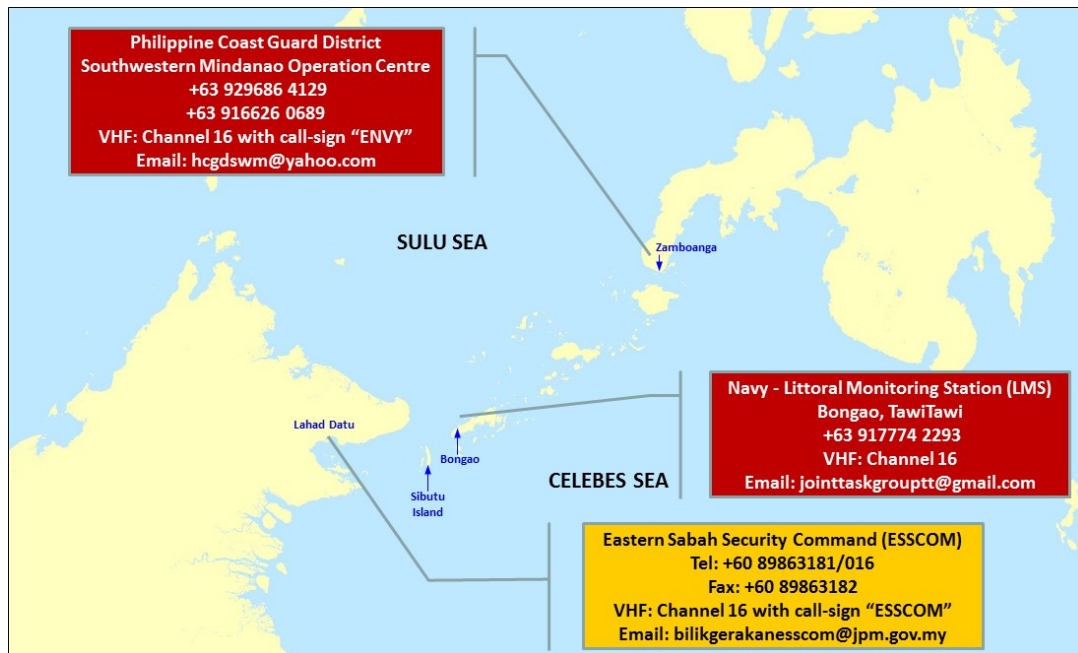 Philippine Coast Guard District
Southwestern Mindanao Operation Centre
+63 929686 4129
+63 916626 0689
VHF: Channel 16 with call-sign “ENVY”
Email: hcgdswm@yahoo.com
SULU SEA
Zamboanga
Navy - Littoral Monitoring Station (LMS)
Bongao, TawiTawi
+63 917774 2293
VHF: Channel 16
Email: jointtaskgrouptt@gmail.com
Lahad Datu
Bongao
CELEBES SEA
Sibutu
Island
Eastern Sabah Security Command (ESSCOM)
Tel: +60 89863181/016
Fax: +60 89863182
VHF: Channel 16 with call-sign “ESSCOM”
Email: bilikgerakanesscom@jpm.gov.my